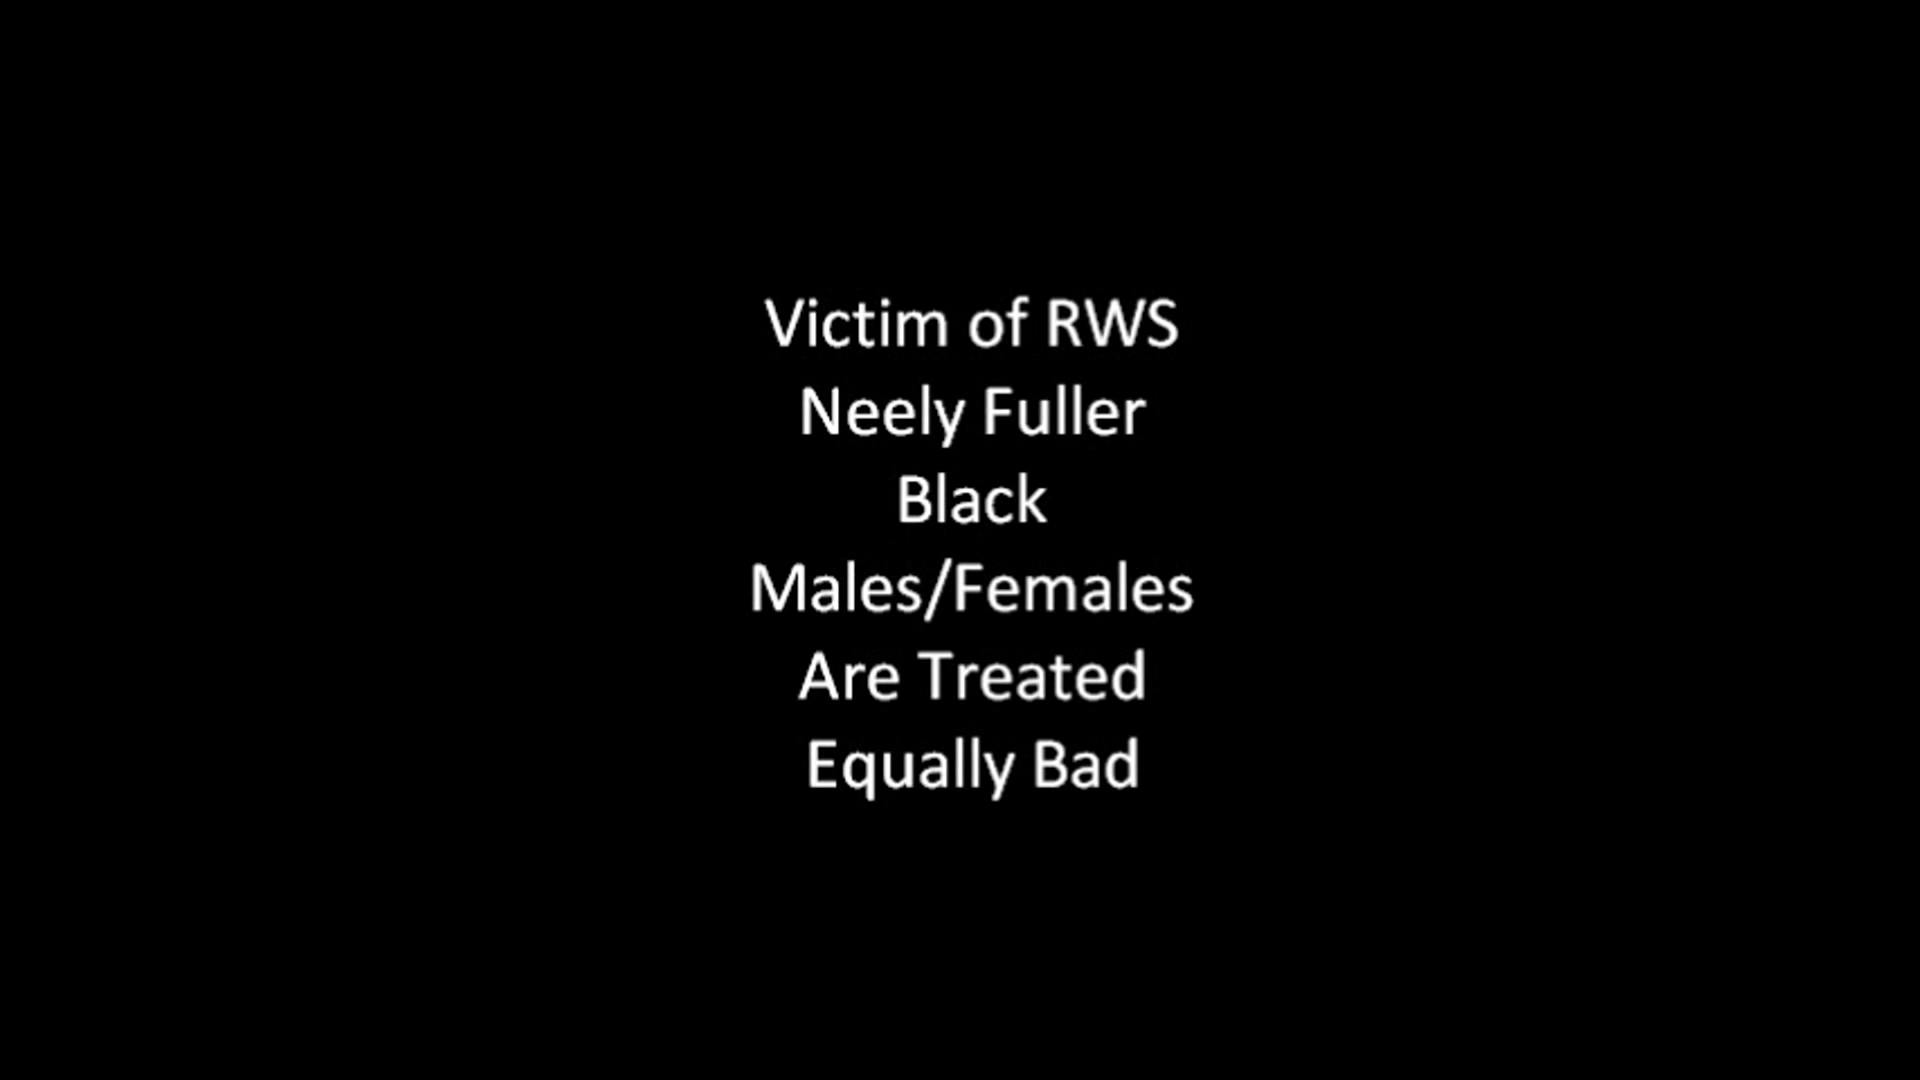 Victim of RWS
Neely Fuller
Black
Males/Females
Are Treated
Equally Bad